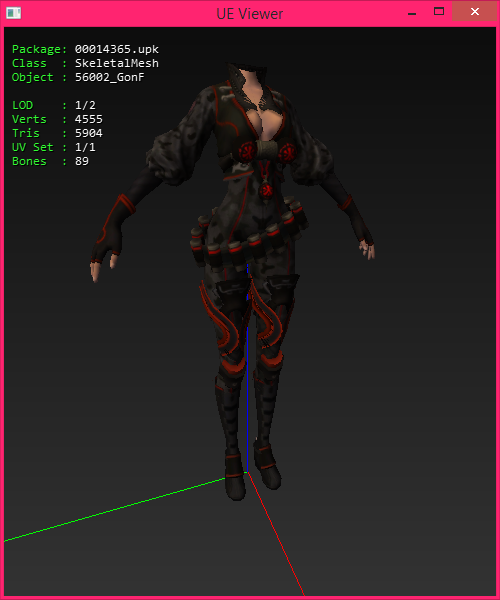 UE Viewer
Package: 00014365.upk
Class  : SkeletalMesh
Object : 56002_GonF
LOD    : 1/2
Verts  : 4555
Tris   : 5904
UV Set : 1/1
Bones  : 89